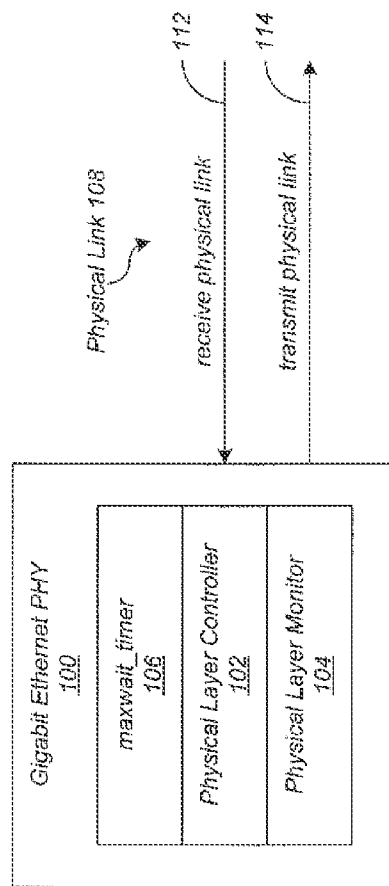 Gigabit Ethernet PHY
100
maxwait_timer
106
Physical Layer Controller
102
Physical Layer Monitor
104
Physical Link 108
receive physical link
112
transmit physical link
114